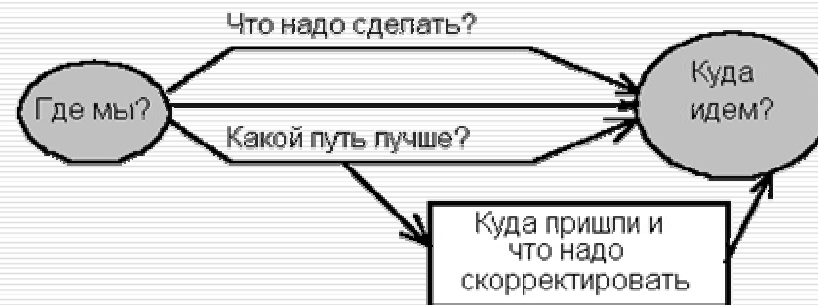 Что надо сделать?
Где мы?
Куда
идем?
Какой путь лучше?
Куда пришли и
что надо
скорректировать